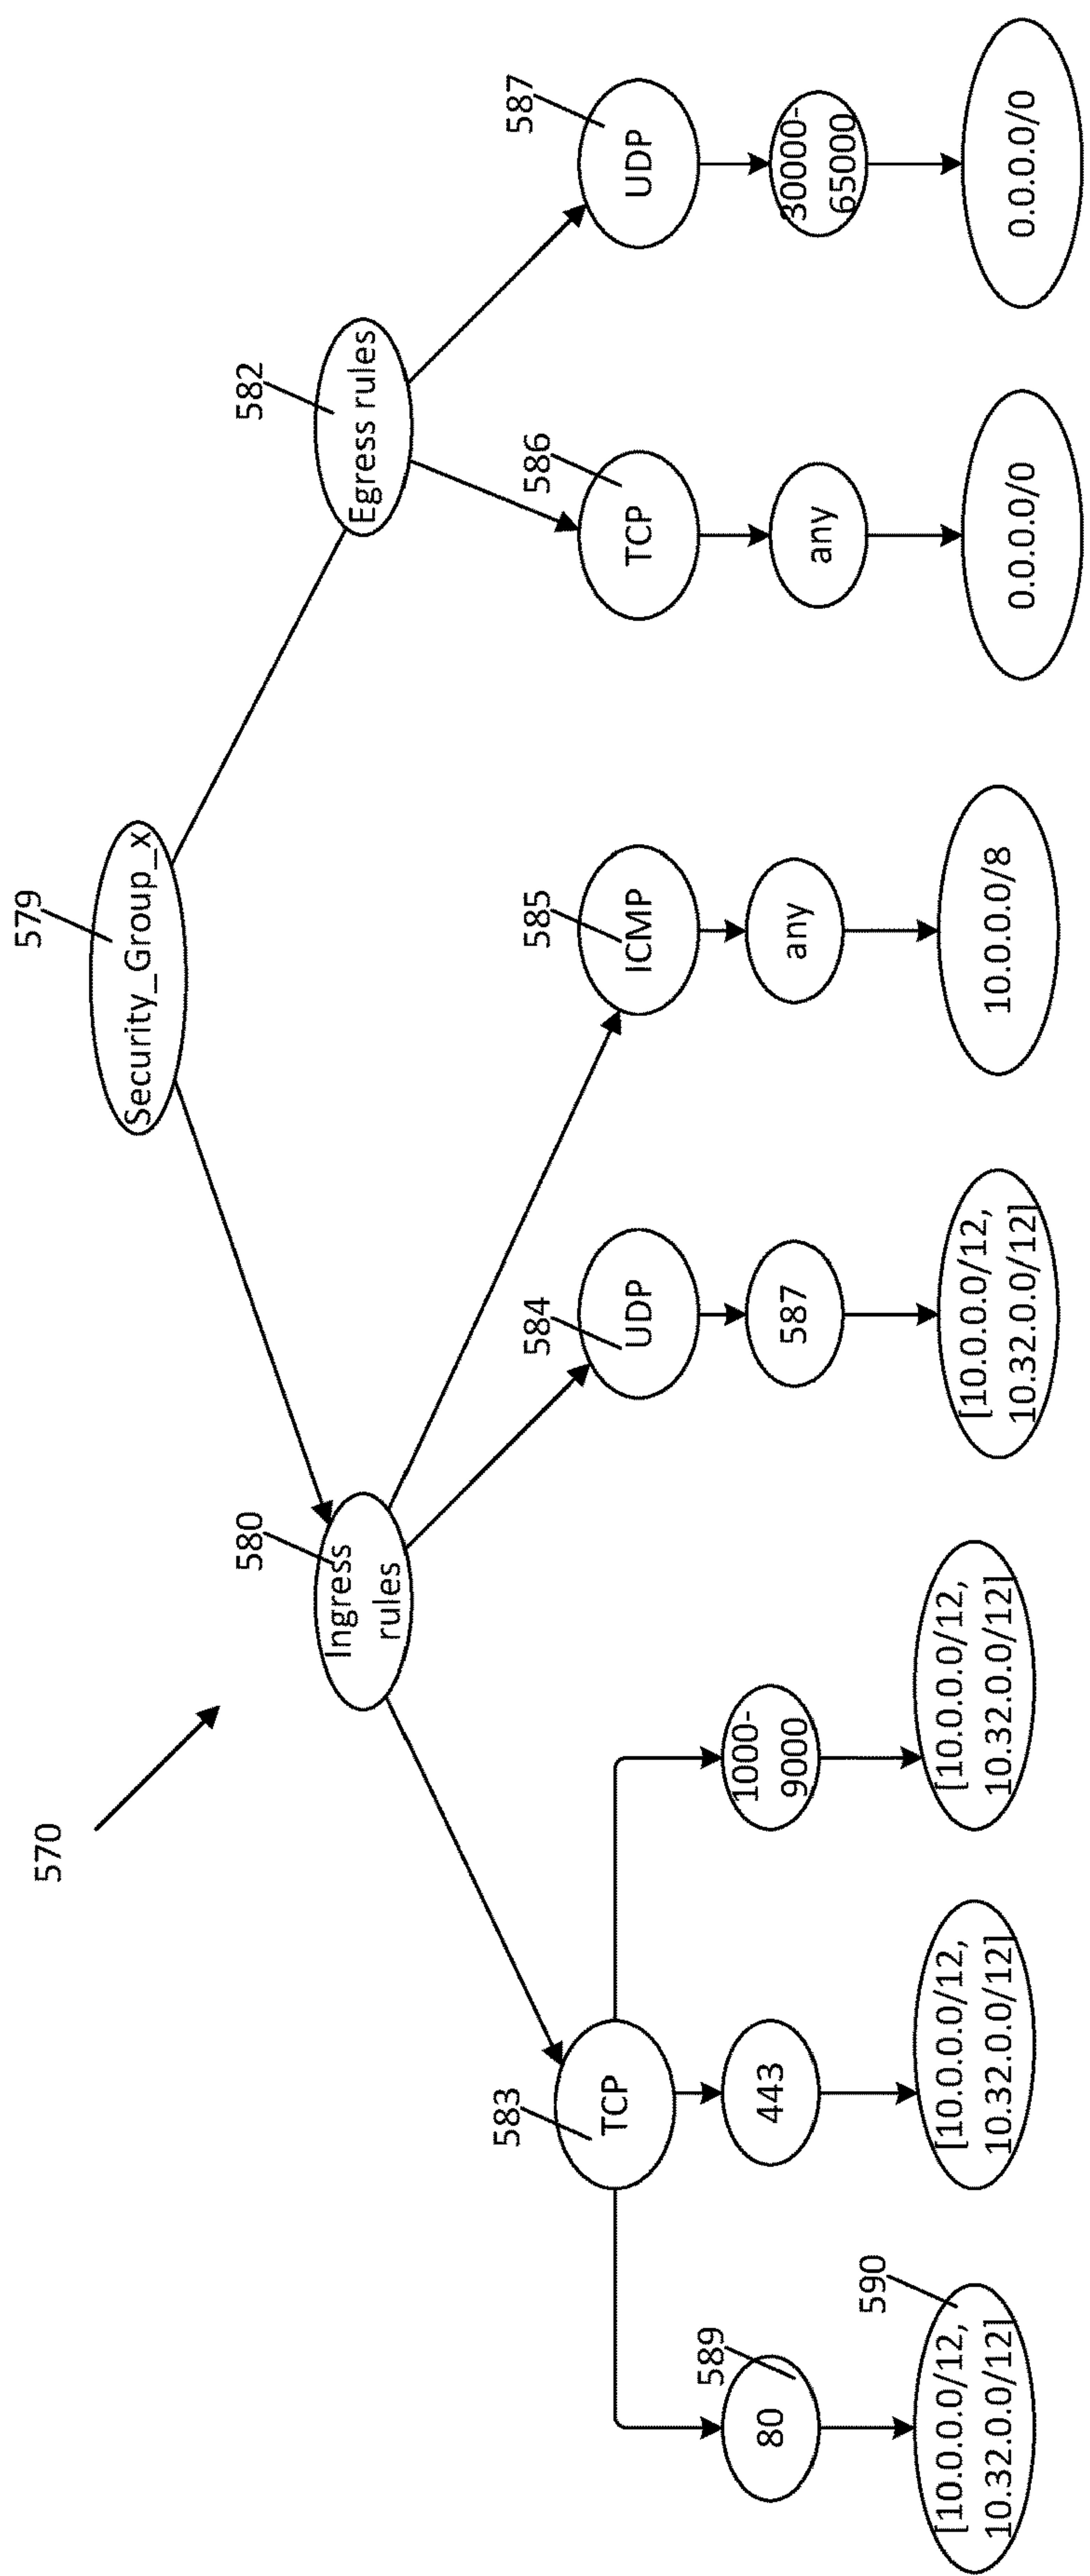 570
579
Security_Group_x
580
Ingress
rules
582
Egress rules
583
TCP
584
UDP
585
ICMP
586
TCP
587
UDP
589
80
443
1000-
9000
587
any
any
30000-
65000
590
[10.0.0.0/12,
10.32.0.0/12]
[10.0.0.0/12,
10.32.0.0/12]
[10.0.0.0/12,
10.32.0.0/12]
[10.0.0.0/12,
10.32.0.0/12]
10.0.0.0/8
0.0.0.0/0
0.0.0.0/0